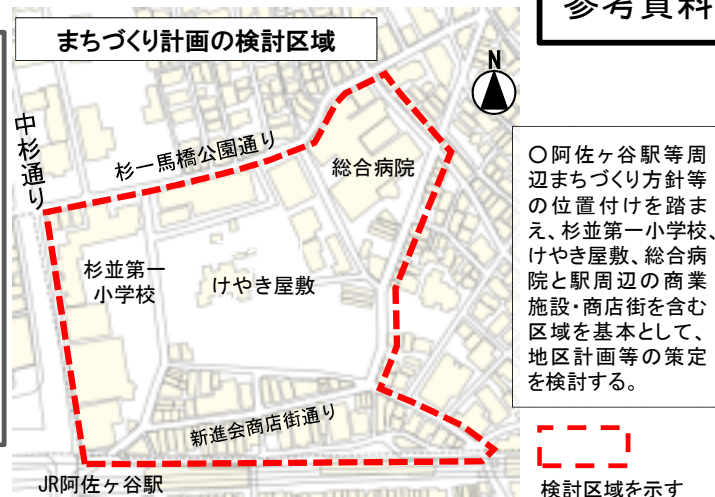 参考資料
まちづくり計画の検討区域
N
中杉通り
杉一馬橋公園通り
総合病院
杉並第一
小学校
けやき屋敷
新進会商店街通り
JR阿佐ヶ谷駅
〇阿佐ヶ谷駅等周
辺まちづくり方針等
の位置付けを踏ま
え、杉並第一小学校、
けやき屋敷、総合病
院と駅周辺の商業
施設・商店街を含む
区域を基本として、
地区計画等の策定
を検討する。
検討区域を示す